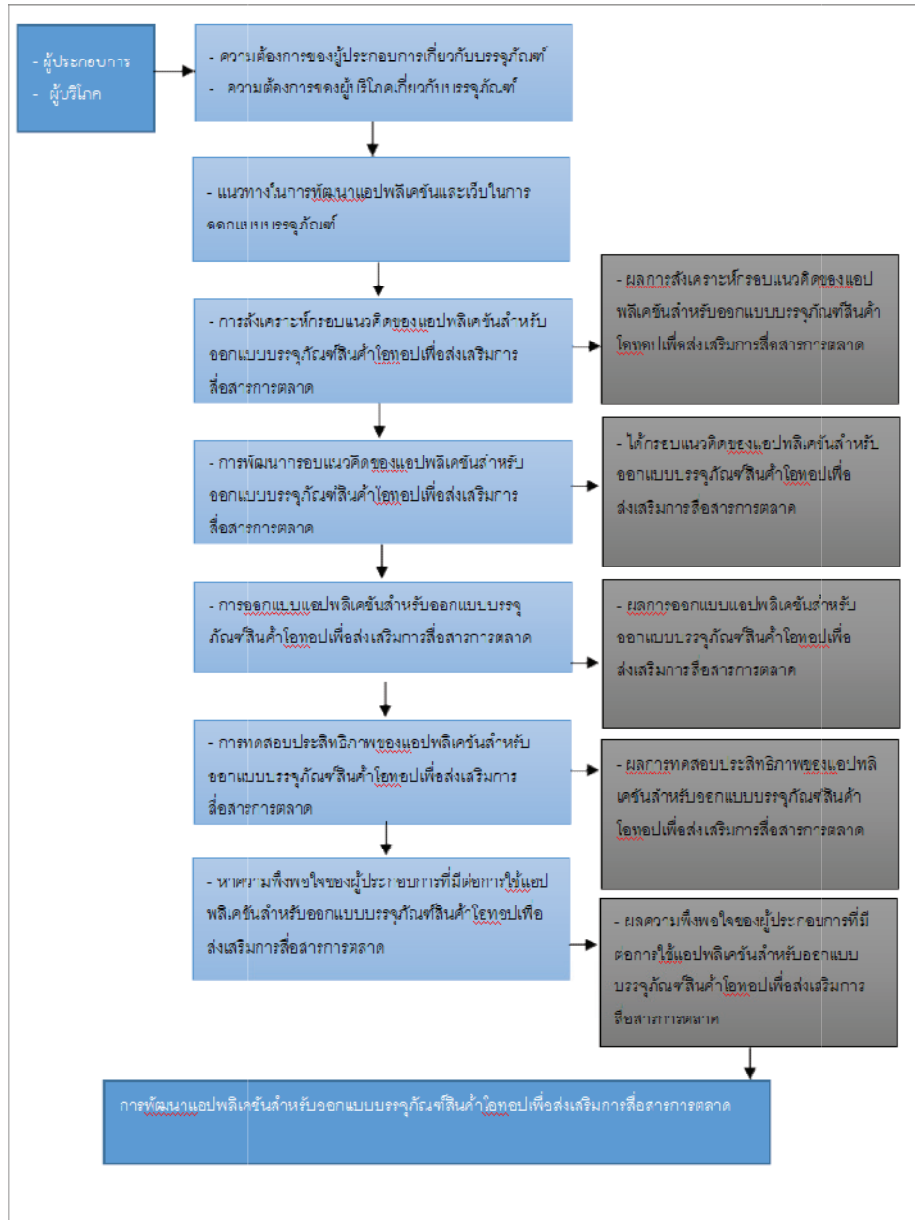 - ผู้ประกอบการ
- ผู้บริโภค
- ความต้องการของผู้ประกอบการเกี่ยวกับบรรจุภัณฑ์
- ความต้องการของผู้บริโภคเกี่ยวกับบรรจุภัณฑ์
- แนวทางในการพัฒนาแอปพลิเคชันและเว็บในการ
ออกแบบบรรจุภัณฑ์
- การสังเคราะห์กรอบแนวคิดของแอปพลิเคชันสำหรับ
ออกแบบบรรจุภัณฑ์สินค้าโอทอปเพื่อส่งเสริมการ
สื่อสารการตลาด
- ผลการสังเคราะห์กรอบแนวคิดของแอป
พลิเคชันสำหรับออกแบบบรรจุภัณฑ์สินค้า
โอทอปเพื่อส่งเสริมการสื่อสารการตลาด
- การพัฒนากรอบแนวคิดของแอปพลิเคชันสำหรับ
ออกแบบบรรจุภัณฑ์สินค้าโอทอปเพื่อส่งเสริมการ
สื่อสารการตลาด
- ได้กรอบแนวคิดของแอปพลิเคชันสำหรับ
ออกแบบบรรจุภัณฑ์สินค้าโอทอปเพื่อ
ส่งเสริมการสื่อสารการตลาด
- การออกแบบแอปพลิเคชันสำหรับออกแบบบรรจุ
ภัณฑ์สินค้าโอทอปเพื่อส่งเสริมการสื่อสารการตลาด
- ผลการออกแบบแอปพลิเคชันสำหรับ
ออกแบบบรรจุภัณฑ์สินค้าโอทอปเพื่อ
ส่งเสริมการสื่อสารการตลาด
- การทดสอบประสิทธิภาพของแอปพลิเคชันสำหรับ
ออกแบบบรรจุภัณฑ์สินค้าโอทอปเพื่อส่งเสริมการ
สื่อสารการตลาด
- ผลการทดสอบประสิทธิภาพของแอปพลิ
เคชันสำหรับออกแบบบรรจุภัณฑ์สินค้า
โอทอปเพื่อส่งเสริมการสื่อสารการตลาด
- หาความพึงพอใจของผู้ประกอบการที่มีต่อการใช้แอป
พลิเคชันสำหรับออกแบบบรรจุภัณฑ์สินค้าโอทอปเพื่อ
ส่งเสริมการสื่อสารการตลาด
- ผลความพึงพอใจของผู้ประกอบการที่มี
ต่อการใช้แอปพลิเคชันสำหรับออกแบบ
บรรจุภัณฑ์สินค้าโอทอปเพื่อส่งเสริมการ
สื่อสารการตลาด
การพัฒนาแอปพลิเคชันสำหรับออกแบบบรรจุภัณฑ์สินค้าโอทอปเพื่อส่งเสริมการสื่อสารการตลาด